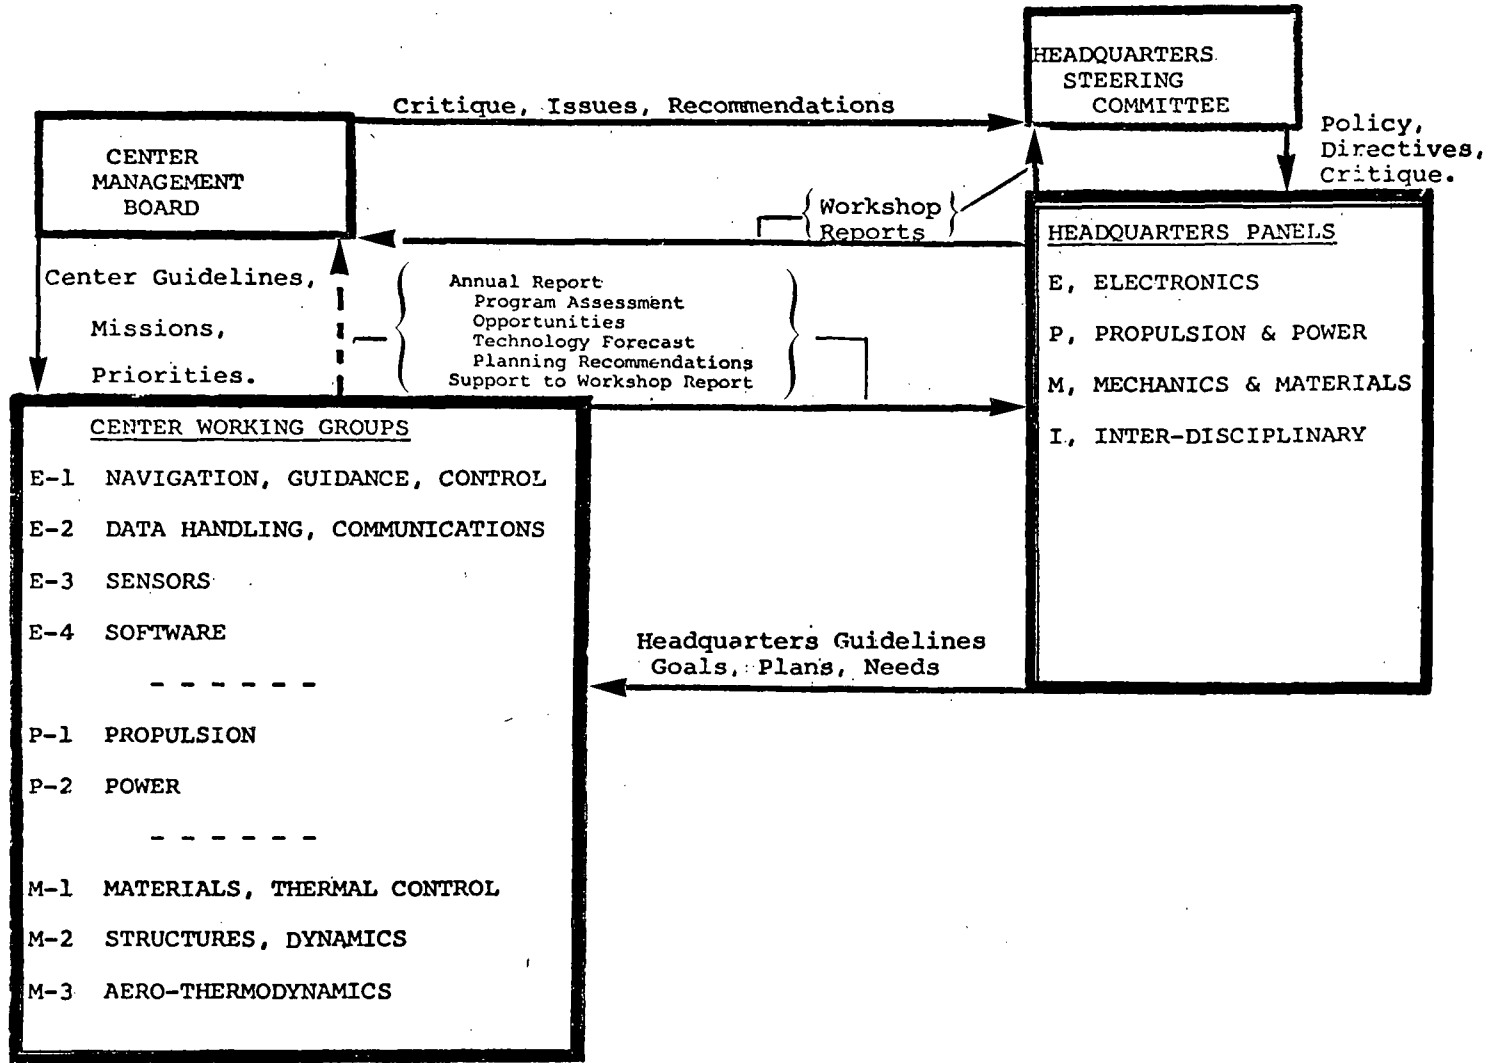 HEADQUARTERS
STEERING
COMMITTEE
Critique, Issues, Recommendations
Policy,
Directives,
Critique.
CENTER
MANAGEMENT
BOARD
Workshop
Reports
HEADQUARTERS PANELS
E, ELECTRONICS
P, PROPULSION & POWER
M, MECHANICS & MATERIALS
I, INTER-DISCIPLINARY
Center Guidelines,
Missions,
Priorities.
Annual Report
Program Assessment
Opportunities
Technology Forecast
Planning Recommendations
Support to Workshop Report
CENTER WORKING GROUPS
E-1 NAVIGATION, GUIDANCE, CONTROL
E-2 DATA HANDLING, COMMUNICATIONS
E-3 SENSORS
E-4 SOFTWARE
- - - - - -
P-1 PROPULSION
P-2 POWER
- - - - - -
M-1 MATERIALS, THERMAL CONTROL
M-2 STRUCTURES, DYNAMICS
M-3 AERO-THERMODYNAMICS
Headquarters Guidelines
Goals, Plans, Needs